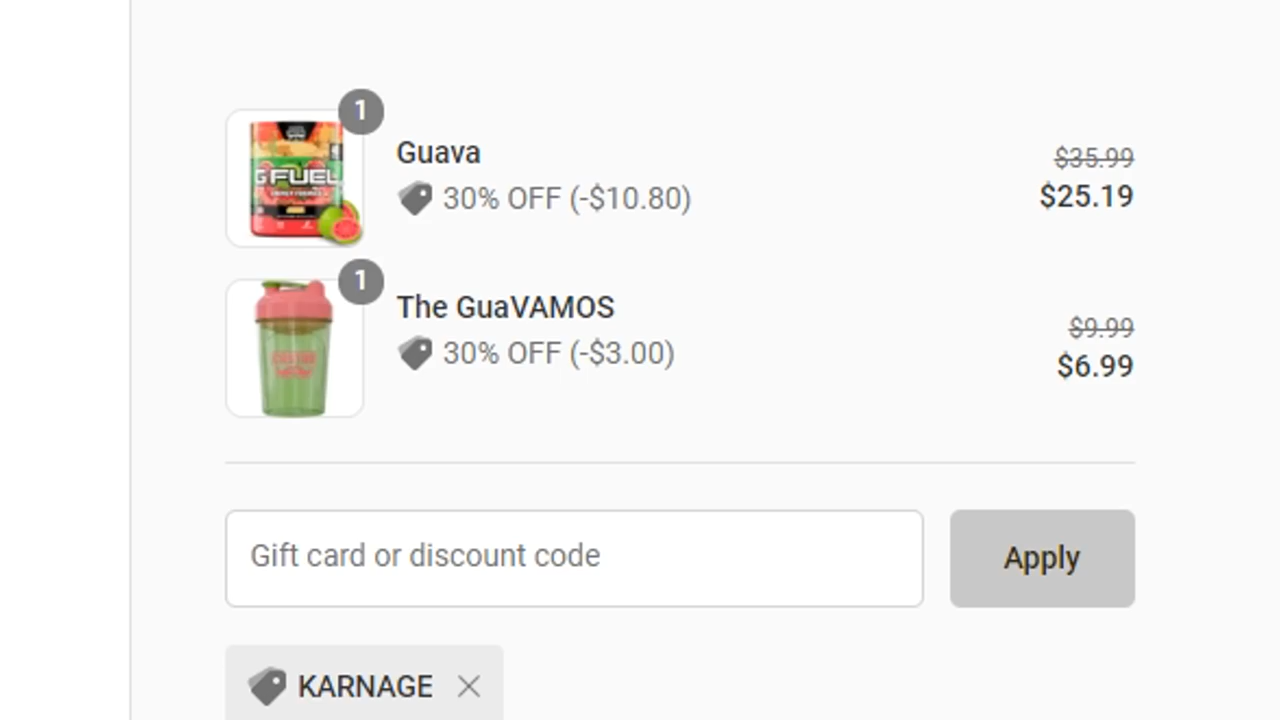 1
G FUEL
Guava
30% OFF (-$10.80)
$35.99
$25.19
1
The GuaVAMOS
30% OFF (-$3.00)
$9.99
$6.99
Gift card or discount code
Apply
KARNAGE